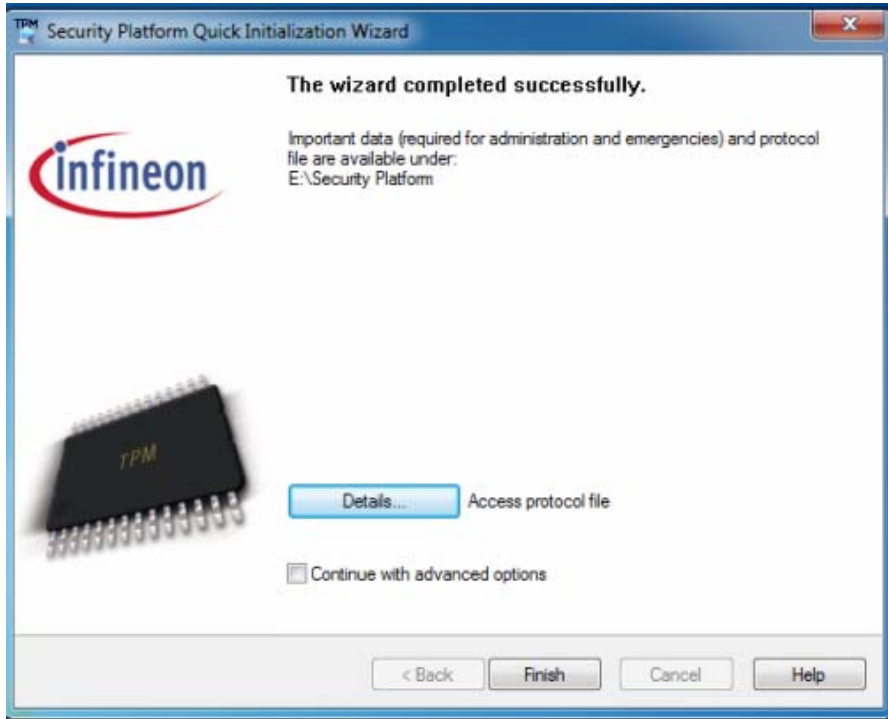 TPM Security Platform Quick Initialization Wizard
The wizard completed successfully.
Important data (required for administration and emergencies) and protocol
file are available under:
E:\Security Platform
infineon
TPM
Details... Access protocol file
Continue with advanced options
< Back Finish Cancel Help